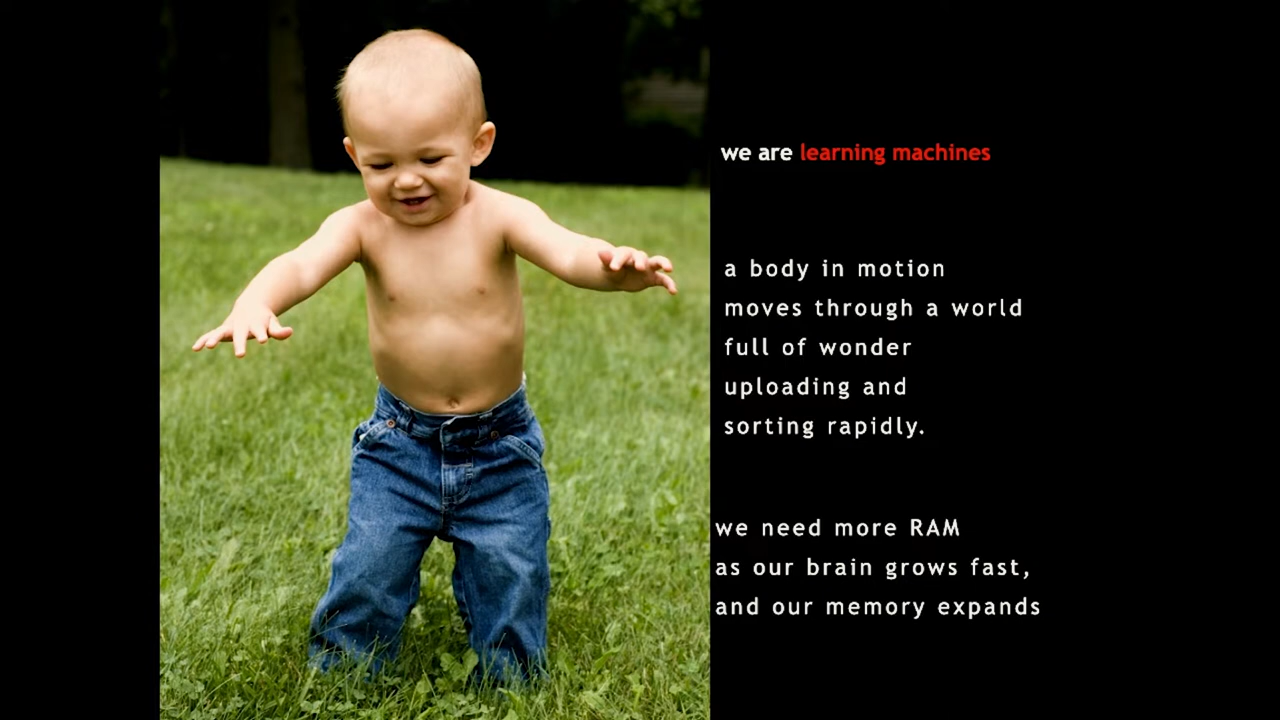 we are learning machines
a body in motion
moves through a world
full of wonder
uploading and
sorting rapidly.
we need more RAM
as our brain grows fast,
and our memory expands